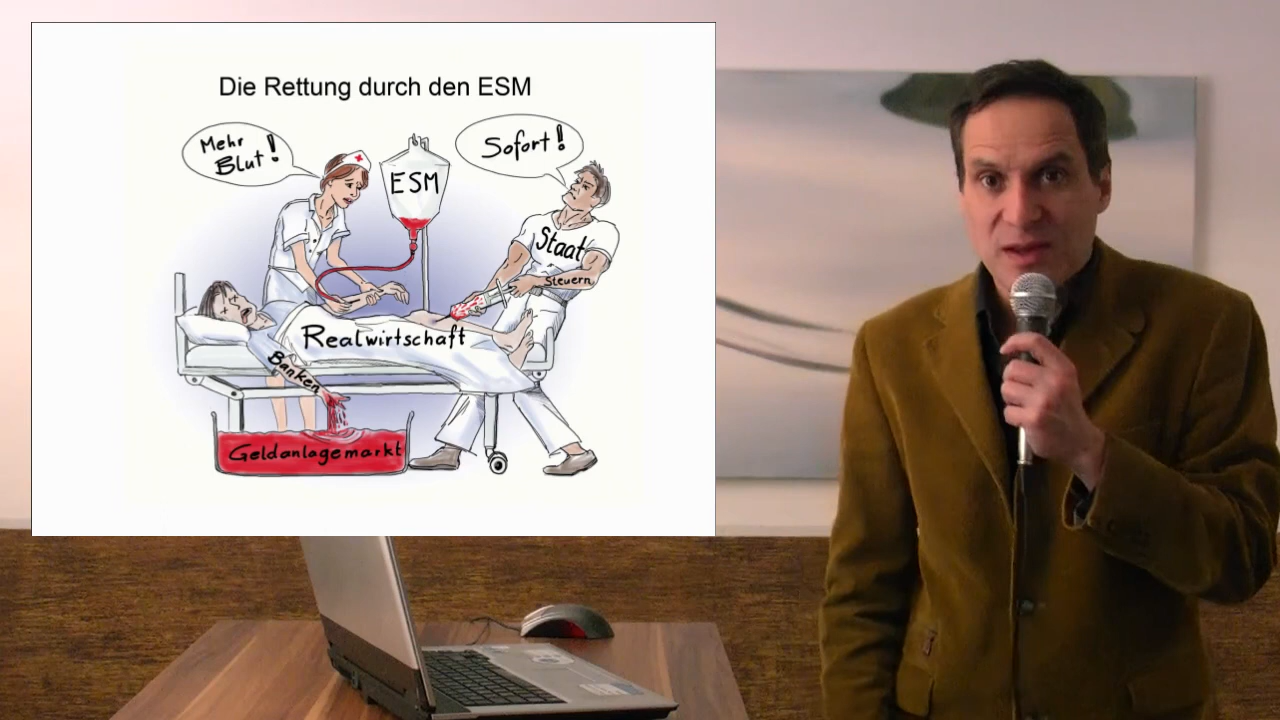 Die Rettung durch den ESM
Mehr
Blut!
Sofort!
ESM
Staat
Steuern
Realwirtschaft
Banken
Geldanlagemarkt